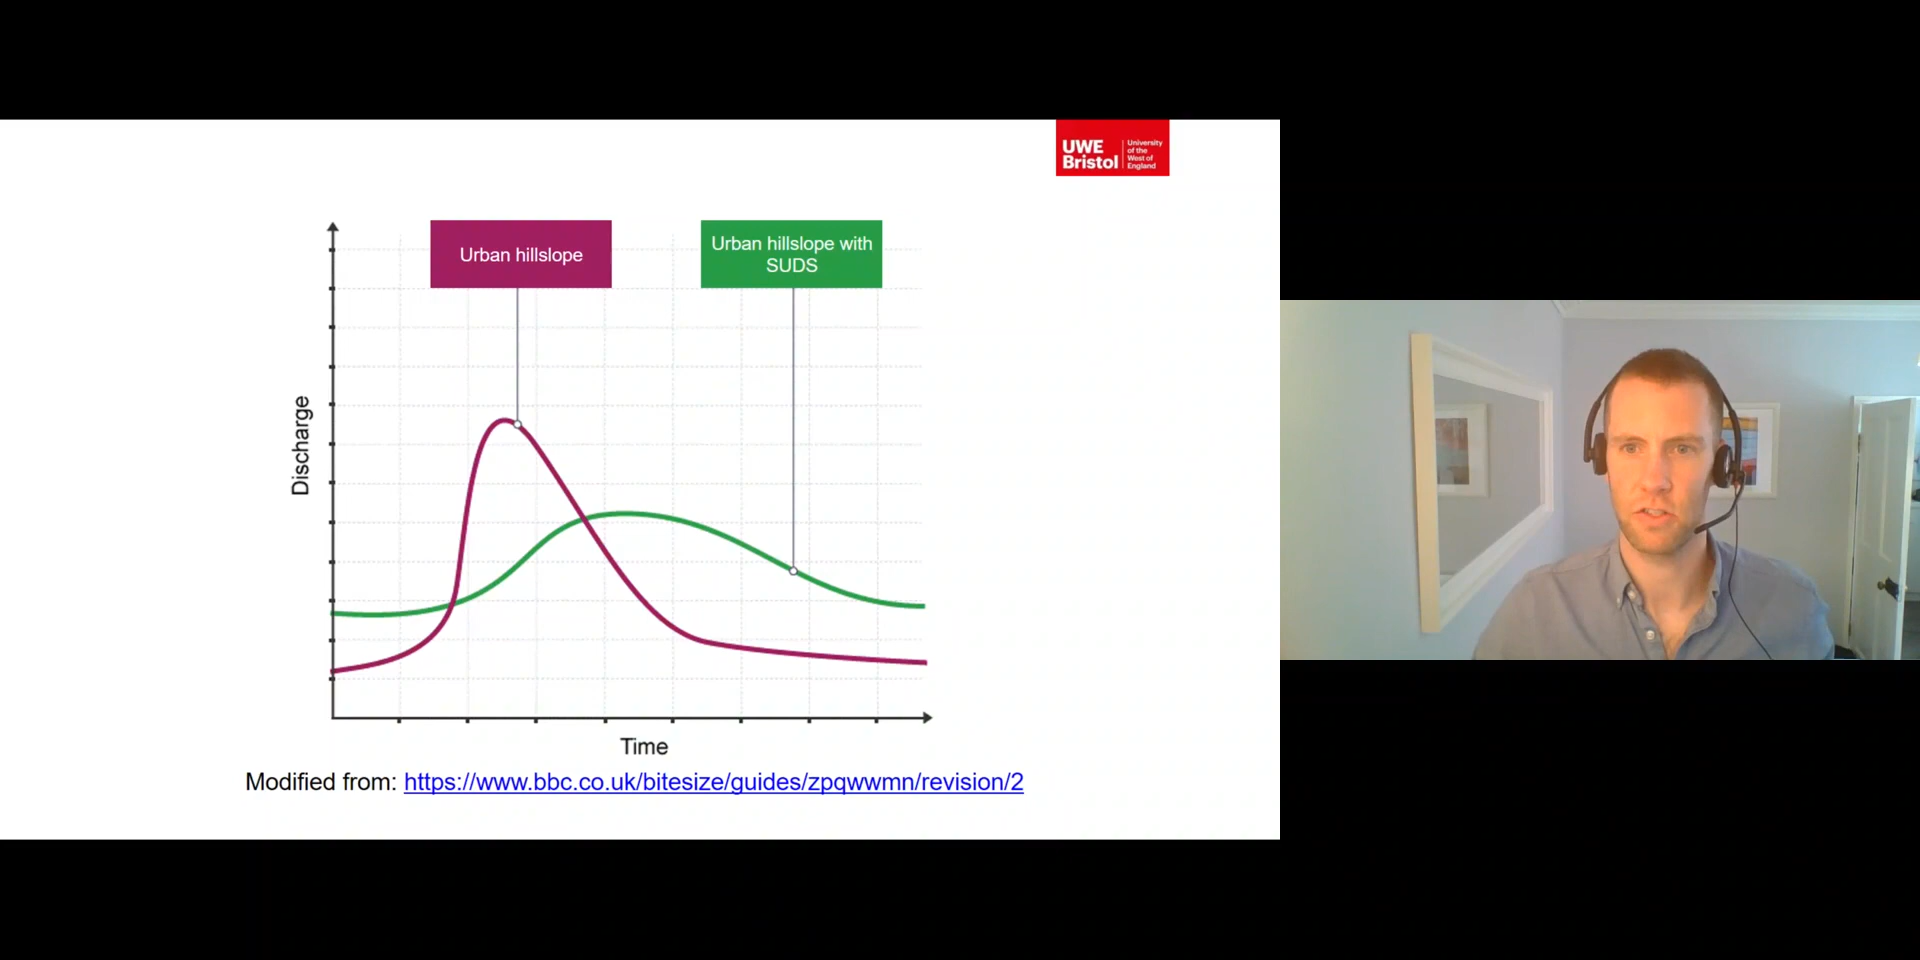 UWE
Bristol
University
of the
West of
England
Urban hillslope
Urban hillslope with
SUDS
Discharge
Time
Modified from: https://www.bbc.co.uk/bitesize/guides/zpqwwmn/revision/2